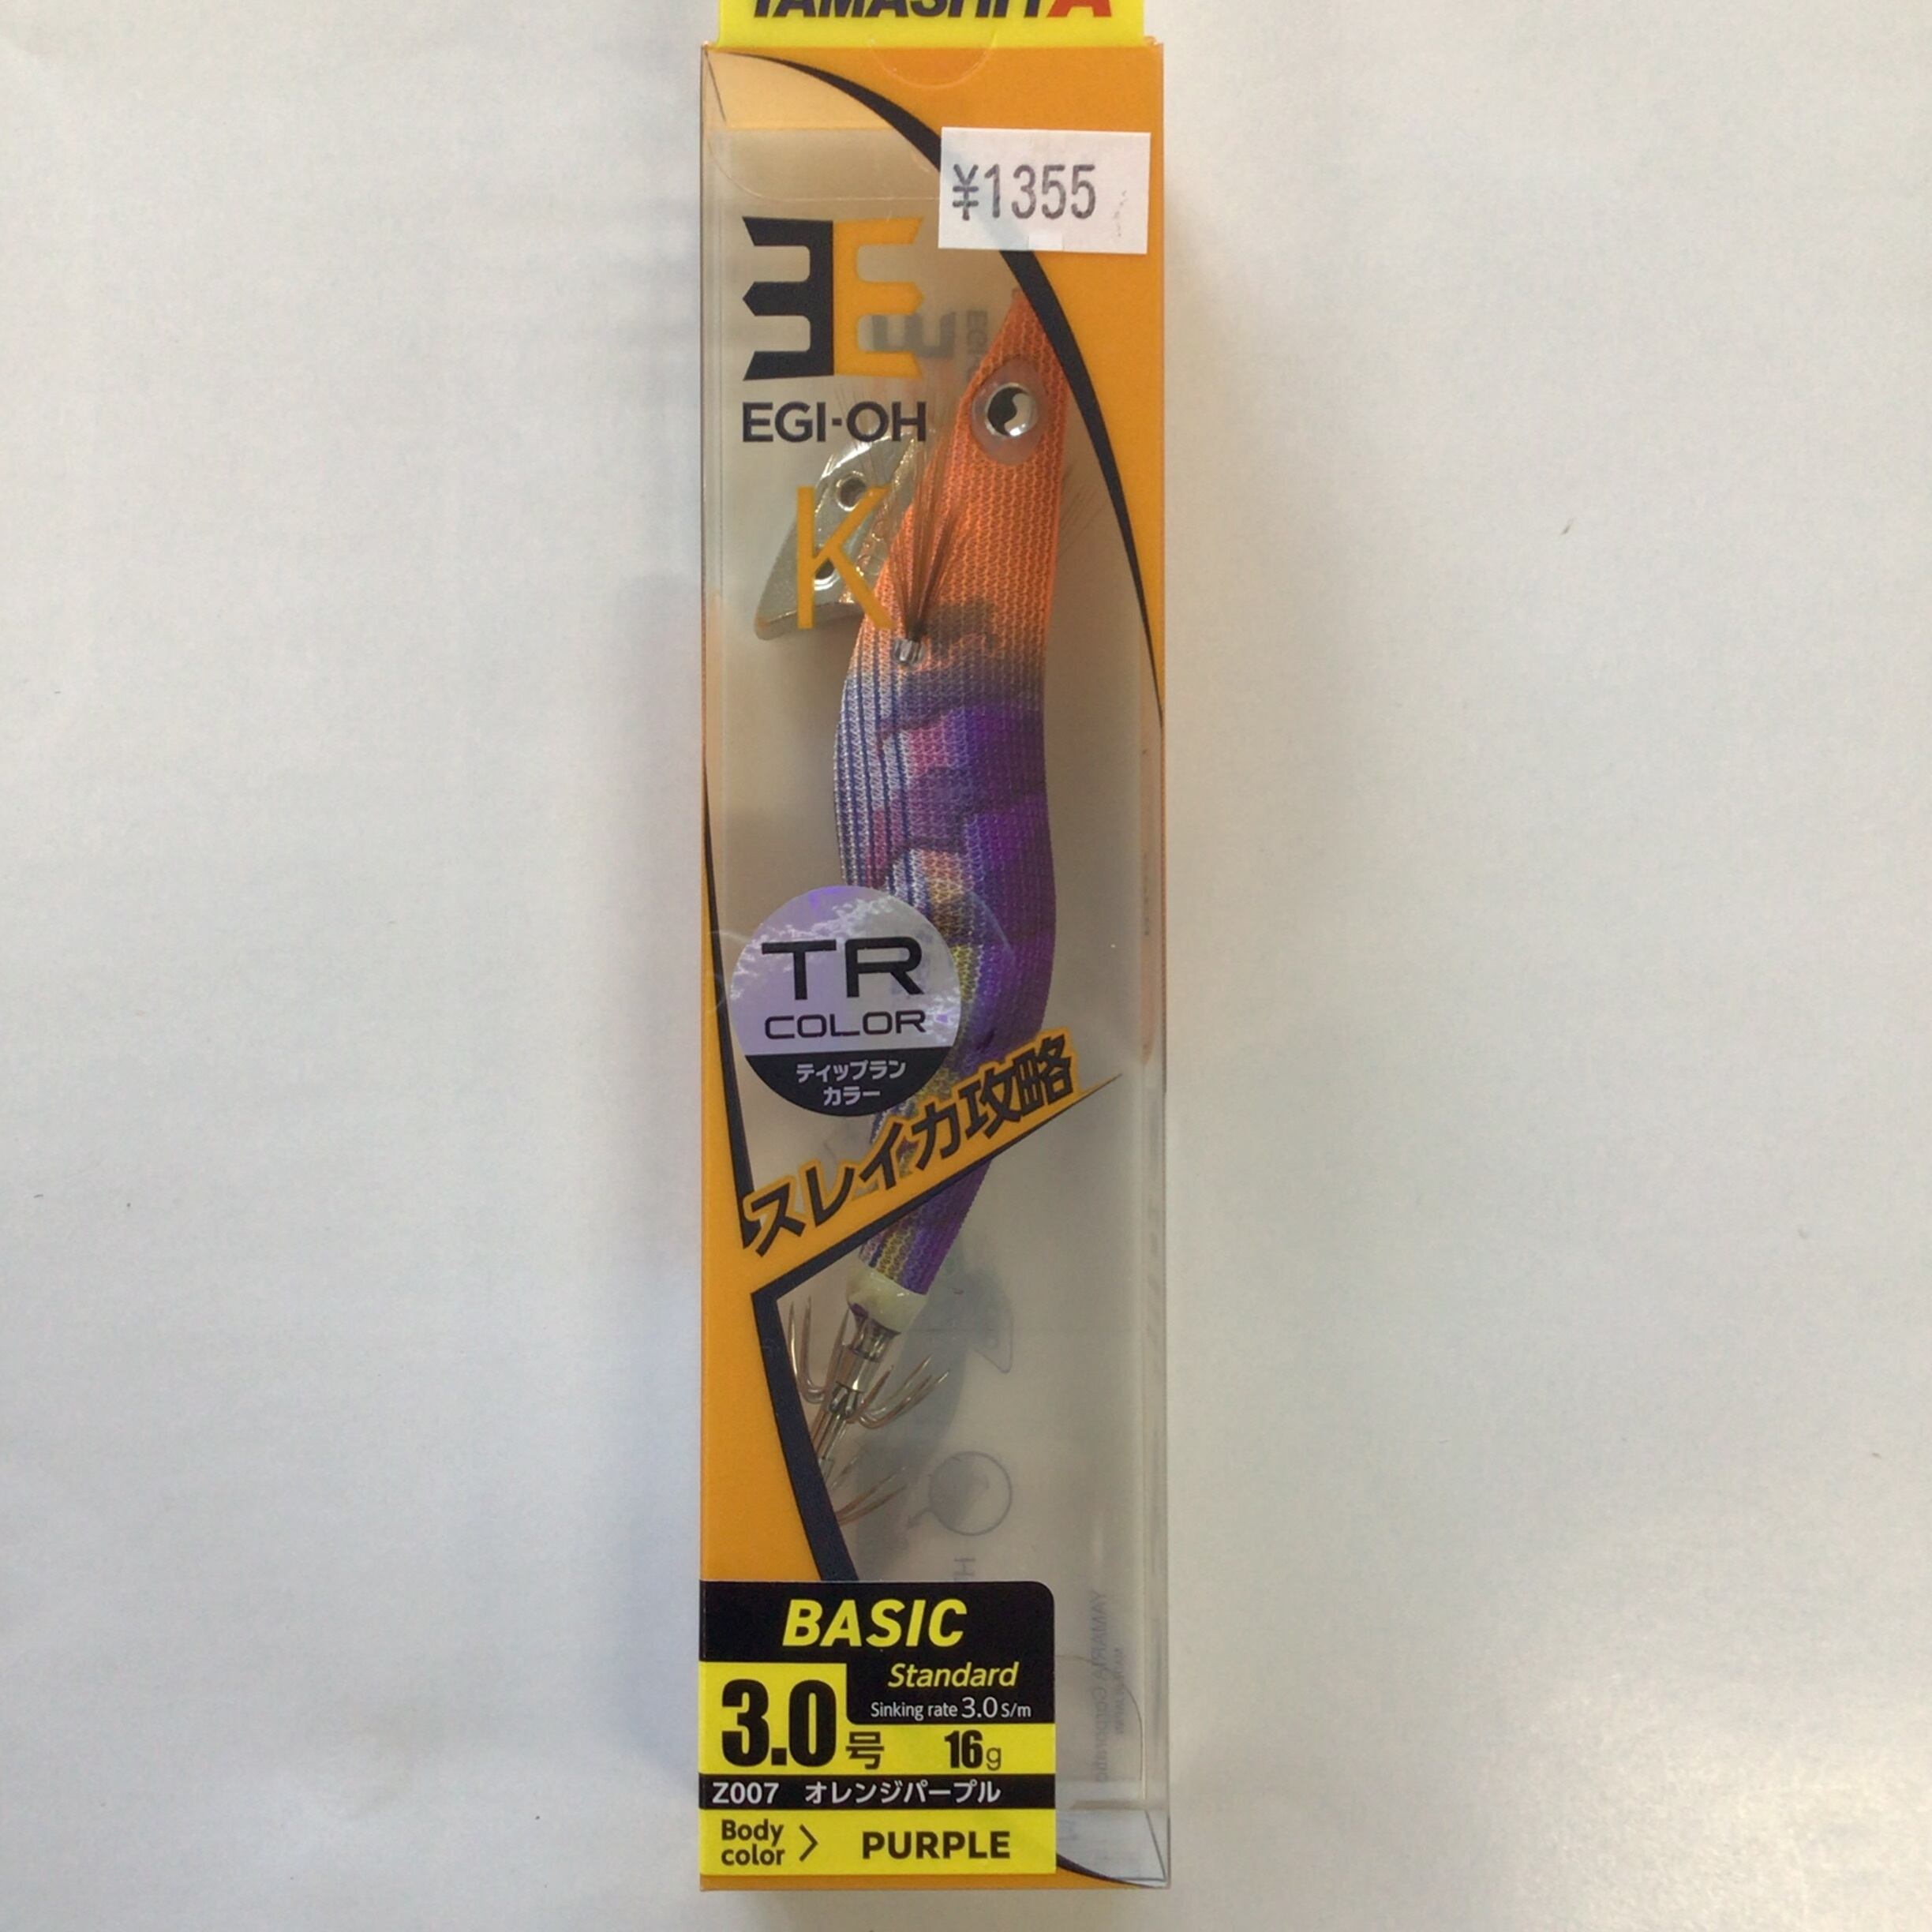 YAMASHITA
¥1355
EGI-OH
K
TR
COLOR
ティップラン
カラー
スレイカ攻略
BASIC
Standard
Sinking rate 3.0 S/m
3.0号
16g
Z007 オレンジパープル
Body
color
PURPLE